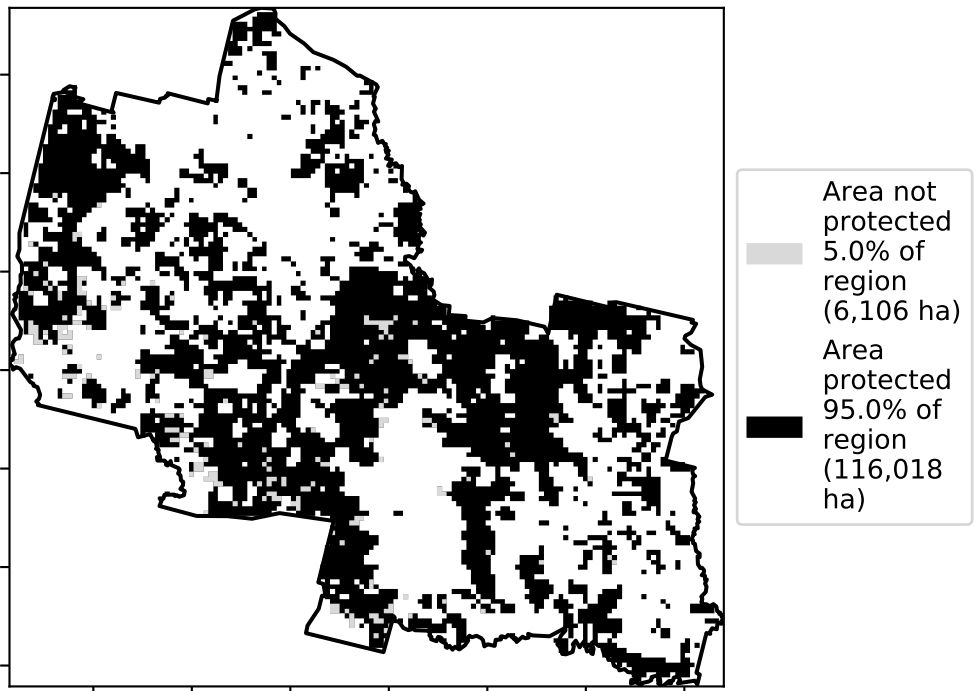 Area not
protected
5.0% of
region
(6,106 ha)
Area
protected
95.0% of
region
(116,018
ha)